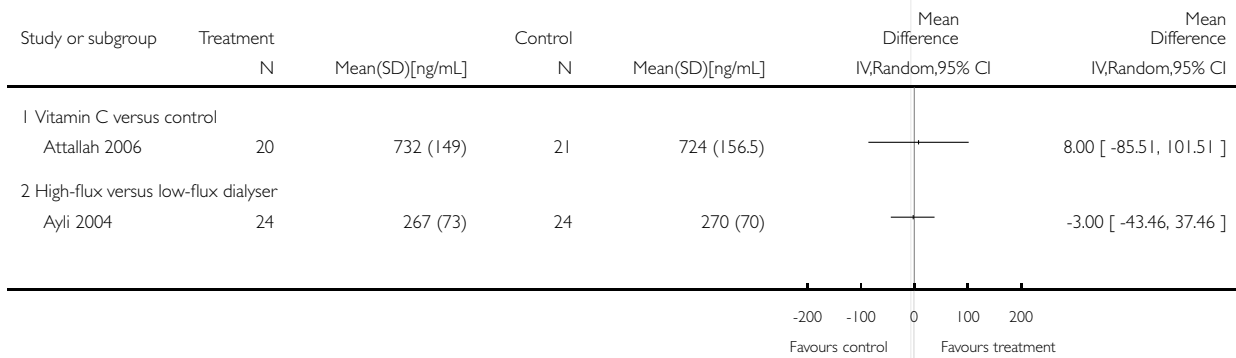 Study or subgroup Treatment Control Mean Difference Mean Difference
N Mean(SD)[ng/mL] N Mean(SD)[ng/mL] IV,Random,95% CI IV,Random,95% CI
1 Vitamin C versus control
Attallah 2006 20 732 (149) 21 724 (156.5) 8.00 [ -85.51, 101.51 ]
2 High-flux versus low-flux dialyser
Ayli 2004 24 267 (73) 24 270 (70) -3.00 [ -43.46, 37.46 ]
-200 -100 0 100 200
Favours control Favours treatment